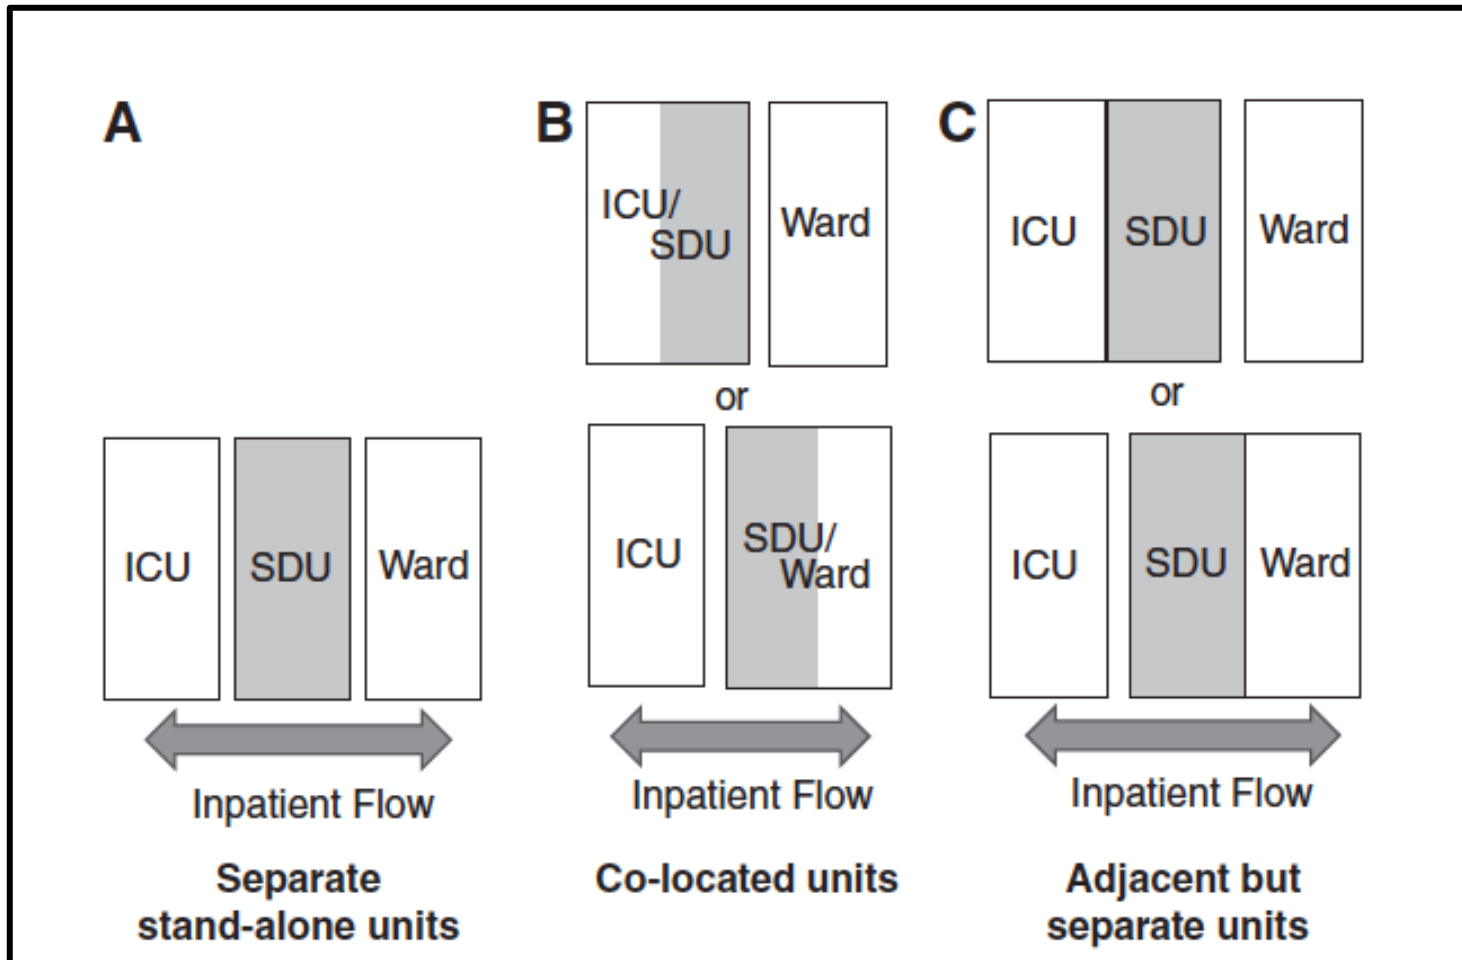 A
ICU
SDU
Ward
Inpatient Flow
Separate
stand-alone units
B
ICU/
SDU
Ward
or
ICU
SDU/
Ward
Inpatient Flow
Co-located units
C
ICU
SDU
Ward
or
ICU
SDU
Ward
Inpatient Flow
Adjacent but
separate units